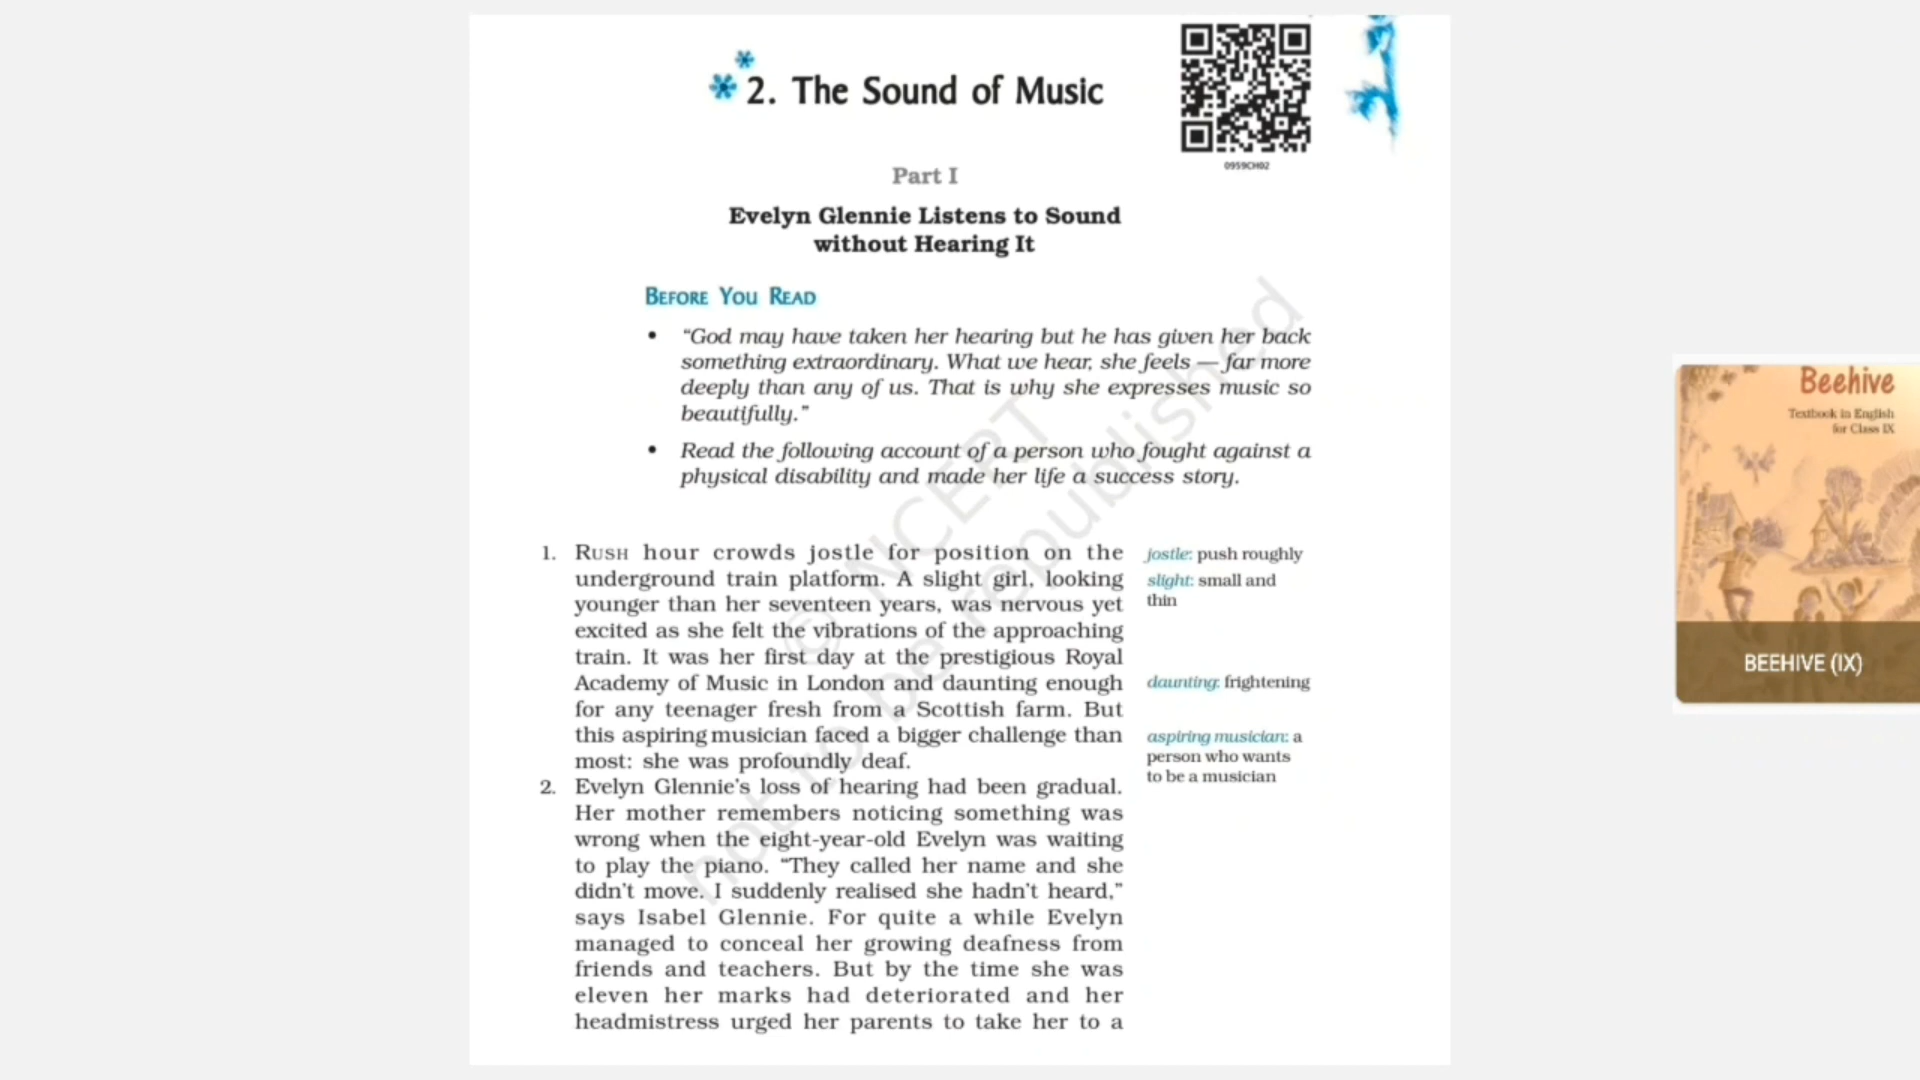 2. The Sound of Music
0959CH02
Part I
Evelyn Glennie Listens to Sound
without Hearing It
BEFORE YOU READ
• “God may have taken her hearing but he has given her back
something extraordinary. What we hear, she feels — far more
deeply than any of us. That is why she expresses music so
beautifully.”
• Read the following account of a person who fought against a
physical disability and made her life a success story.
1. RUSH hour crowds jostle for position on the
underground train platform. A slight girl, looking
younger than her seventeen years, was nervous yet
excited as she felt the vibrations of the approaching
train. It was her first day at the prestigious Royal
Academy of Music in London and daunting enough
for any teenager fresh from a Scottish farm. But
this aspiring musician faced a bigger challenge than
most: she was profoundly deaf.
2. Evelyn Glennie’s loss of hearing had been gradual.
Her mother remembers noticing something was
wrong when the eight-year-old Evelyn was waiting
to play the piano. “They called her name and she
didn’t move. I suddenly realised she hadn’t heard,”
says Isabel Glennie. For quite a while Evelyn
managed to conceal her growing deafness from
friends and teachers. But by the time she was
eleven her marks had deteriorated and her
headmistress urged her parents to take her to a
jostle: push roughly
slight: small and
thin
daunting: frightening
aspiring musician: a
person who wants
to be a musician
© NCERT
not to be republished
Beehive
Textbook in English
for Class IX
BEEHIVE (IX)